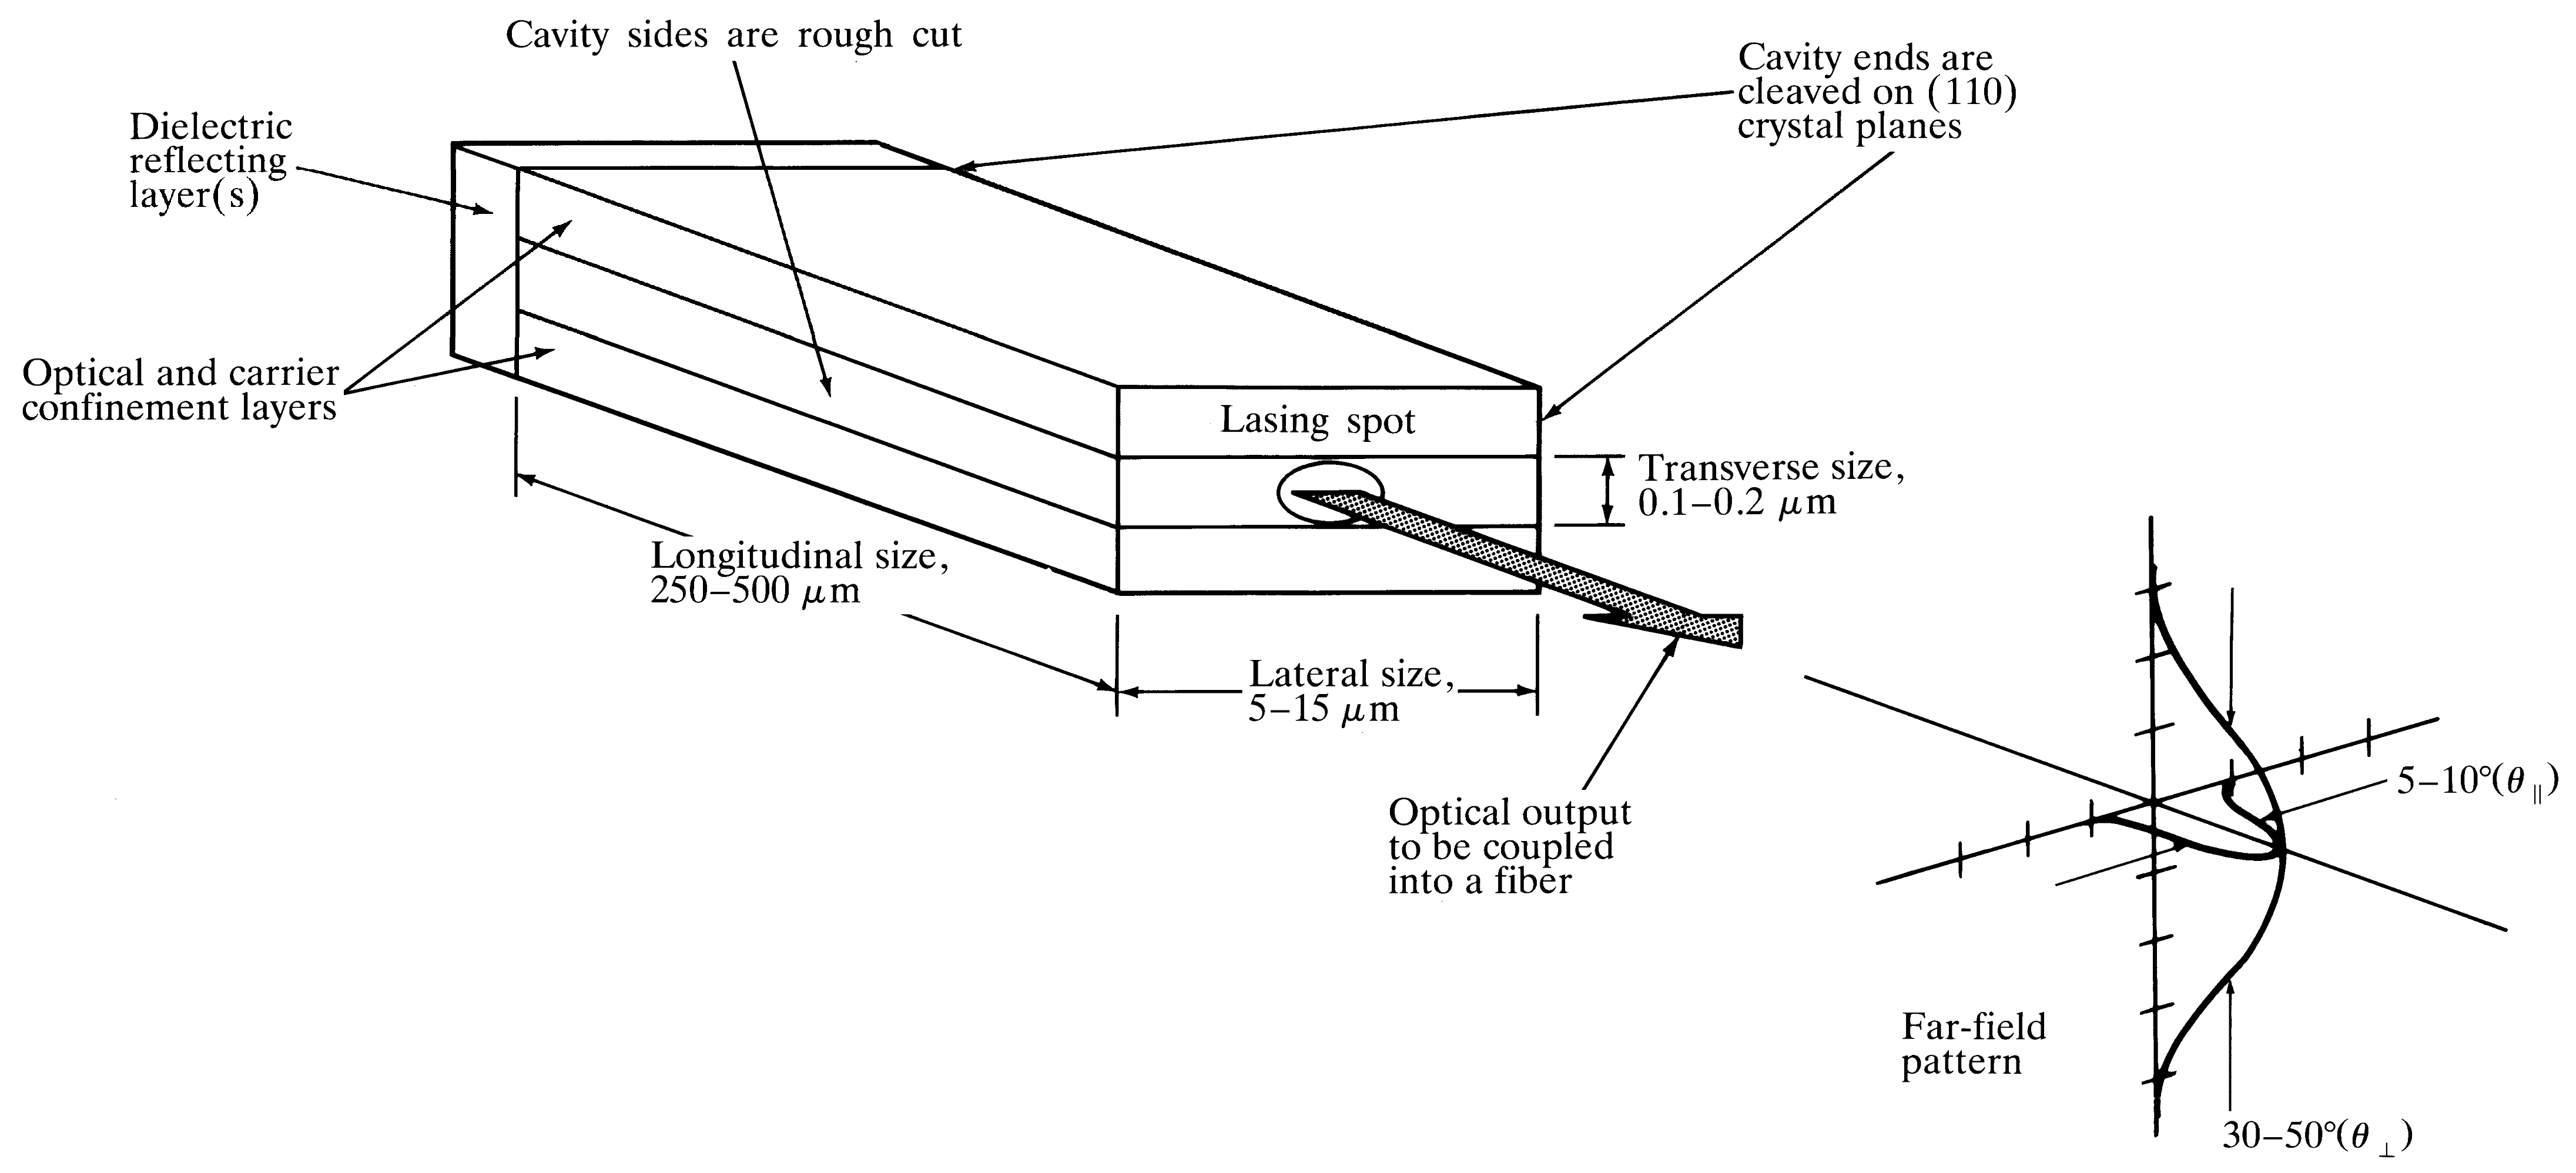 Cavity sides are rough cut
Cavity ends are
cleaved on (110)
crystal planes
Dielectric
reflecting
layer(s)
Optical and carrier
confinement layers
Lasing spot
Transverse size,
0.1–0.2 μm
Longitudinal size,
250–500 μm
Lateral size,
5–15 μm
Optical output
to be coupled
into a fiber
5–10°(θ∥)
Far-field
pattern
30–50°(θ⊥)